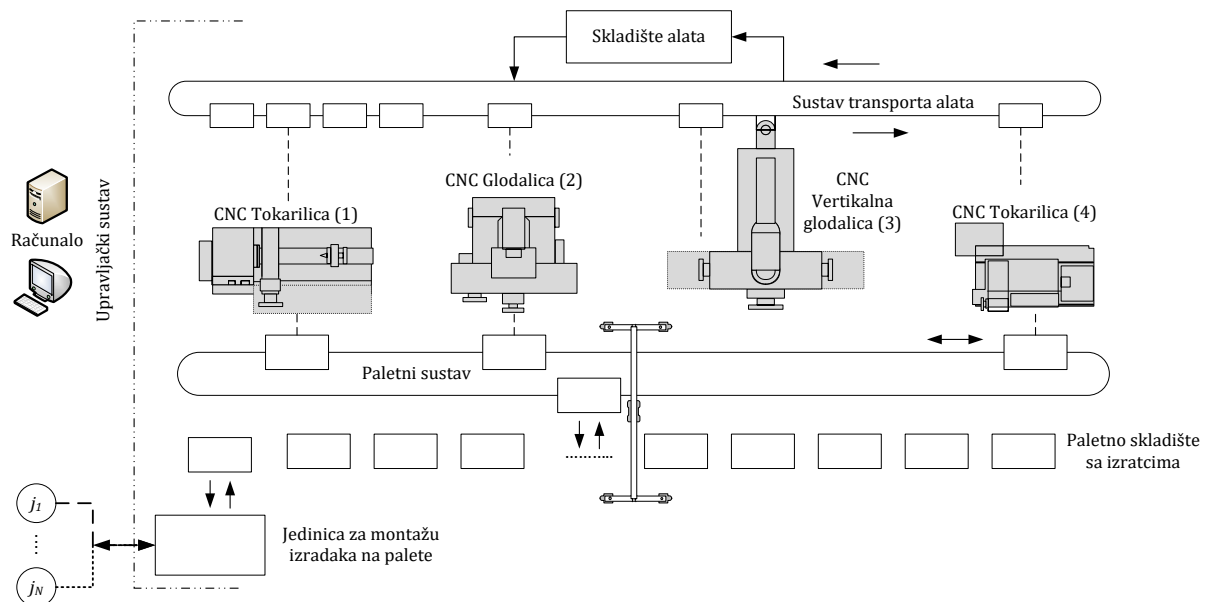 Skladište alata
Sustav transporta alata
CNC Glodalica (2)
CNC
Vertikalna
glodalica (3)
CNC Tokarilica (1)
CNC Tokarilica (4)
Računalo
Upravljački sustav
Paletni sustav
Paletno skladište
sa izratcima
j1
Jedinica za montažu
izradaka na palete
jN